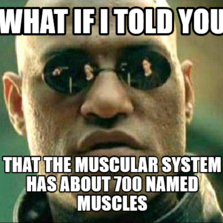 WHAT IF I TOLD YOU
THAT THE MUSCULAR SYSTEM
HAS ABOUT 700 NAMED
MUSCLES